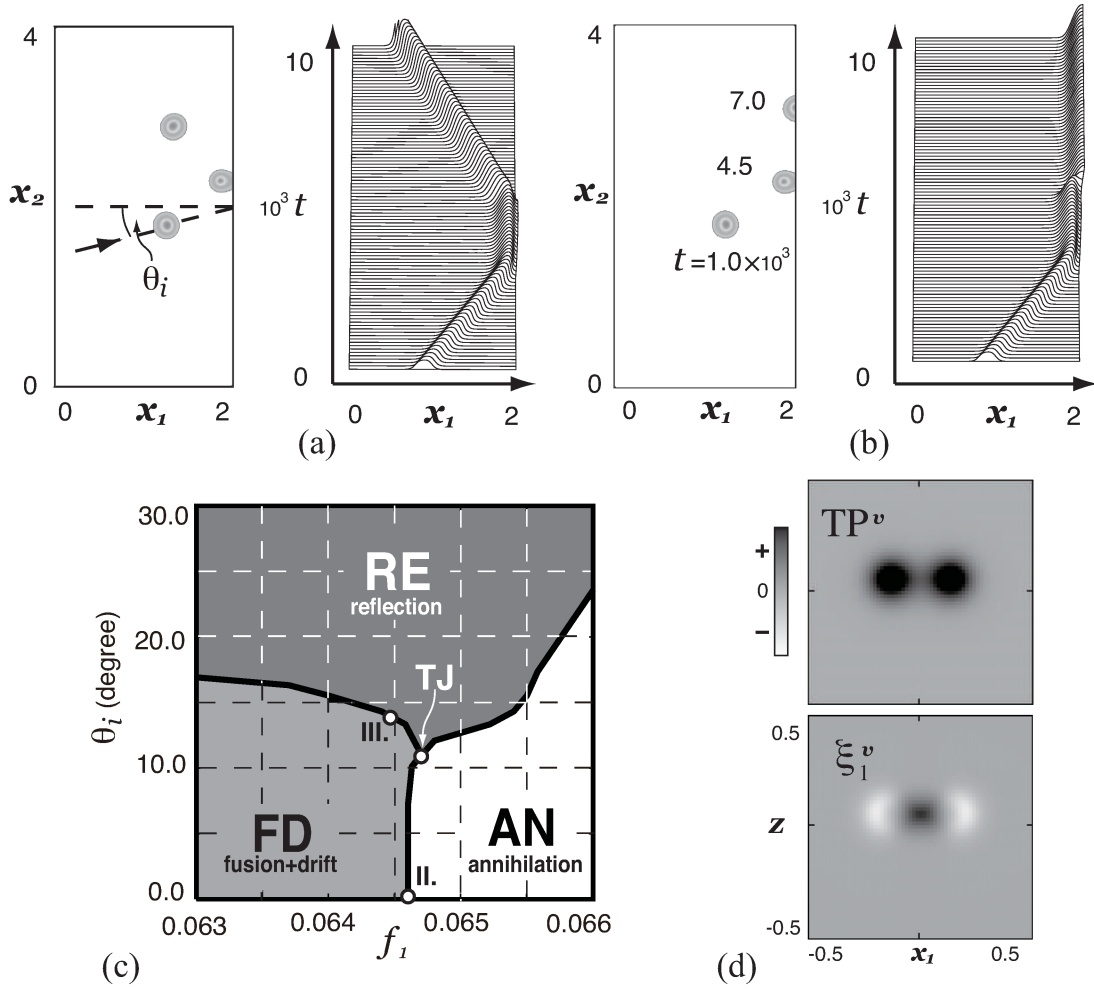 4
x₂
0
θᵢ
0
x₁
2
10
10³ t
0
0
x₁
2
(a)
4
x₂
0
7.0
4.5
t =1.0×10³
0
x₁
2
10
10³ t
0
0
x₁
2
(b)
30.0
20.0
10.0
0.0
θᵢ (degree)
RE
reflection
TJ
III.
FD
fusion+drift
AN
annihilation
II.
0.063
0.064
0.065
0.066
f₁
(c)
TPᵛ
+
0
−
0.5
ξ₁ᵛ
z
-0.5
-0.5
x₁
0.5
(d)